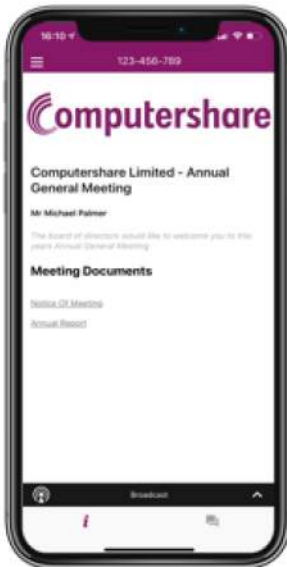 16:10
123-456-789
Computershare
Computershare Limited - Annual
General Meeting
Mr Michael Palmer
The board of directors would like to welcome you to this
years Annual General Meeting
Meeting Documents
Notice Of Meeting
Annual Report
Broadcast
i